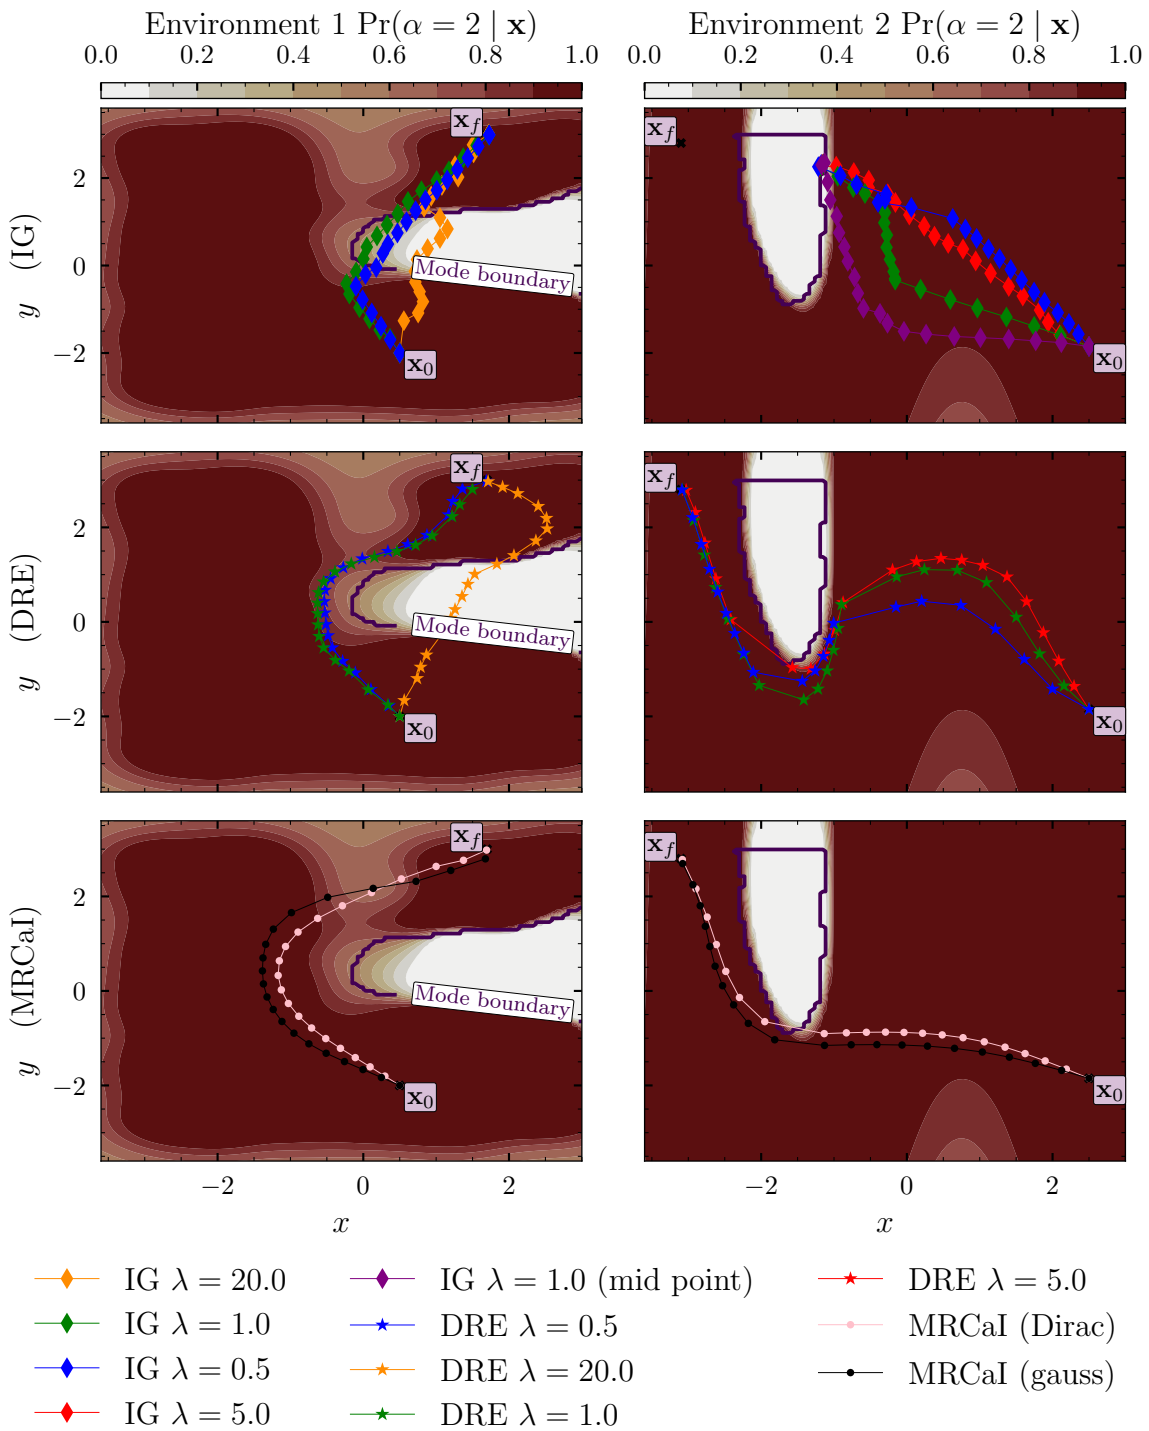 Environment 1 Pr(α = 2 | x)
Environment 2 Pr(α = 2 | x)
0.0 0.2 0.4 0.6 0.8 1.0
0.0 0.2 0.4 0.6 0.8 1.0
y (IG)
2
0
−2
x_f
Mode boundary
x_0
x_f
x_0
y (DRE)
2
0
−2
x_f
Mode boundary
x_0
x_f
x_0
y (MRCaI)
2
0
−2
x_f
Mode boundary
x_0
x_f
x_0
−2 0 2
−2 0 2
x
x
IG λ = 20.0
IG λ = 1.0
IG λ = 0.5
IG λ = 5.0
IG λ = 1.0 (mid point)
DRE λ = 0.5
DRE λ = 20.0
DRE λ = 1.0
DRE λ = 5.0
MRCaI (Dirac)
MRCaI (gauss)